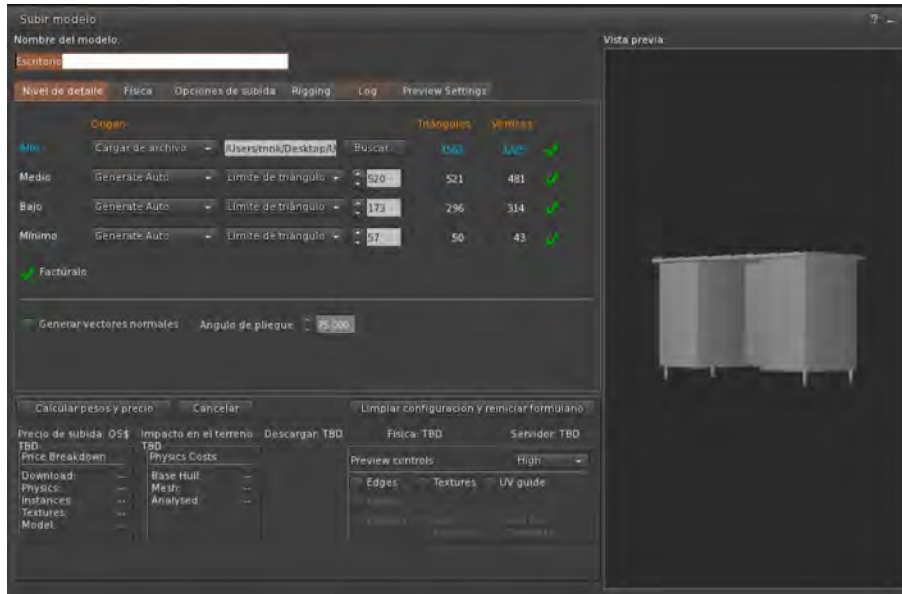 Subir modelo ? –
Nombre del modelo: Vista previa:
Escritorio
Nivel de detalle Física Opciones de subida Rigging Log Preview Settings
Origen Triángulos Vértices
Alto Cargar de archivo Buscar...
Medio Generate Auto Límite de triángulo 520 521 481
Bajo Generate Auto Límite de triángulo 173 296 314
Mínimo Generate Auto Límite de triángulo 57 50 43
Factúralo
Generar vectores normales Angulo de pliegue 75.000
Calcular pesos y precio Cancelar Limpiar configuración y reiniciar formulario
Precio de subida: OS$ TBD Impacto en el terreno TBD Descargar: TBD Física: TBD Servidor: TBD
Price Breakdown Physics Costs Preview controls High
Download: -- Base Hull: -- Edges Textures UV guide
Physics: -- Mesh: --
Instances: -- Analysed: --
Textures: --
Model: --